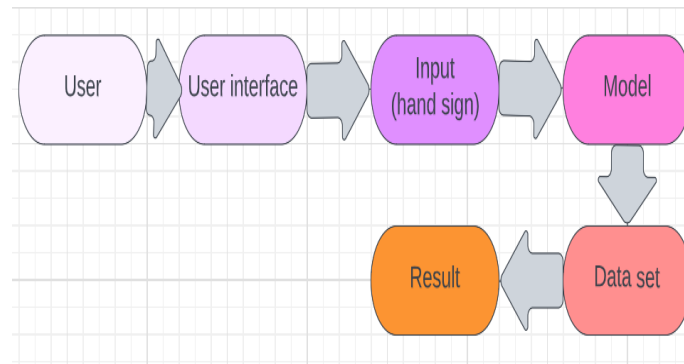 User
User interface
Input
(hand sign)
Model
Data set
Result